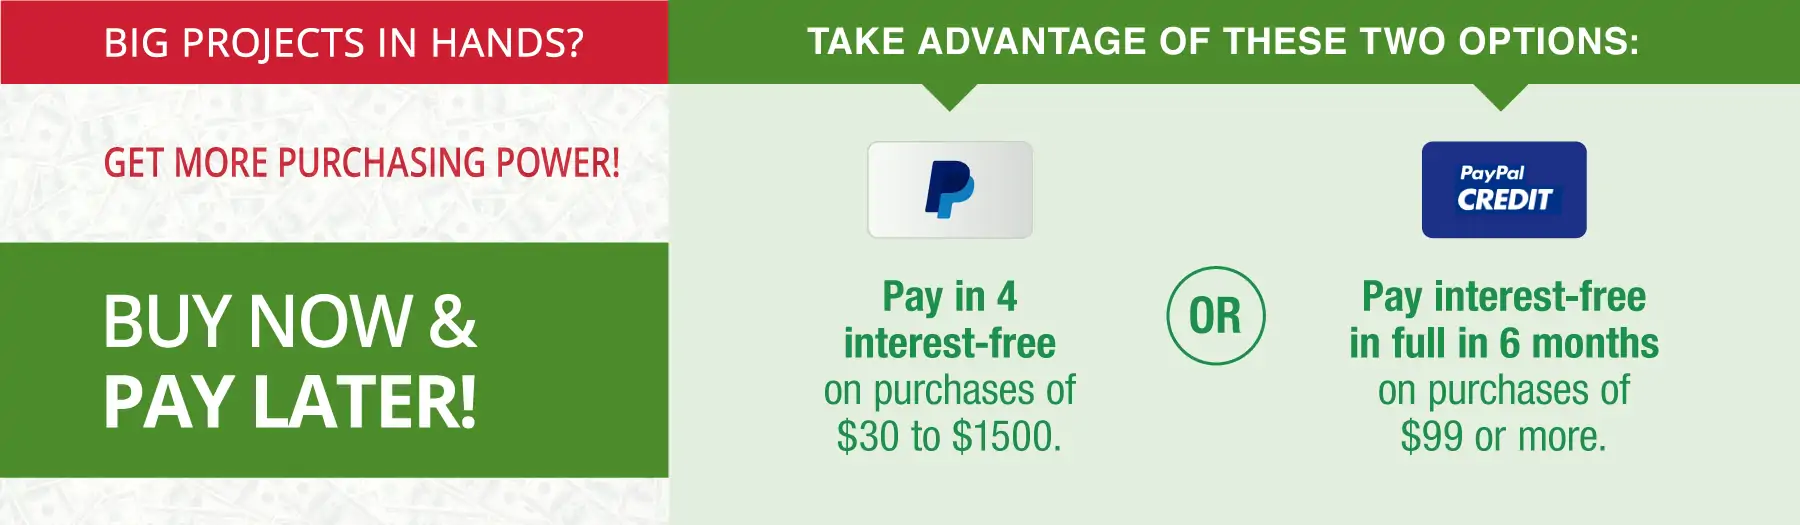 BIG PROJECTS IN HANDS?
GET MORE PURCHASING POWER!
BUY NOW &
PAY LATER!
TAKE ADVANTAGE OF THESE TWO OPTIONS:
Pay in 4
interest-free
on purchases of
$30 to $1500.
OR
PayPal
CREDIT
Pay interest-free
in full in 6 months
on purchases of
$99 or more.